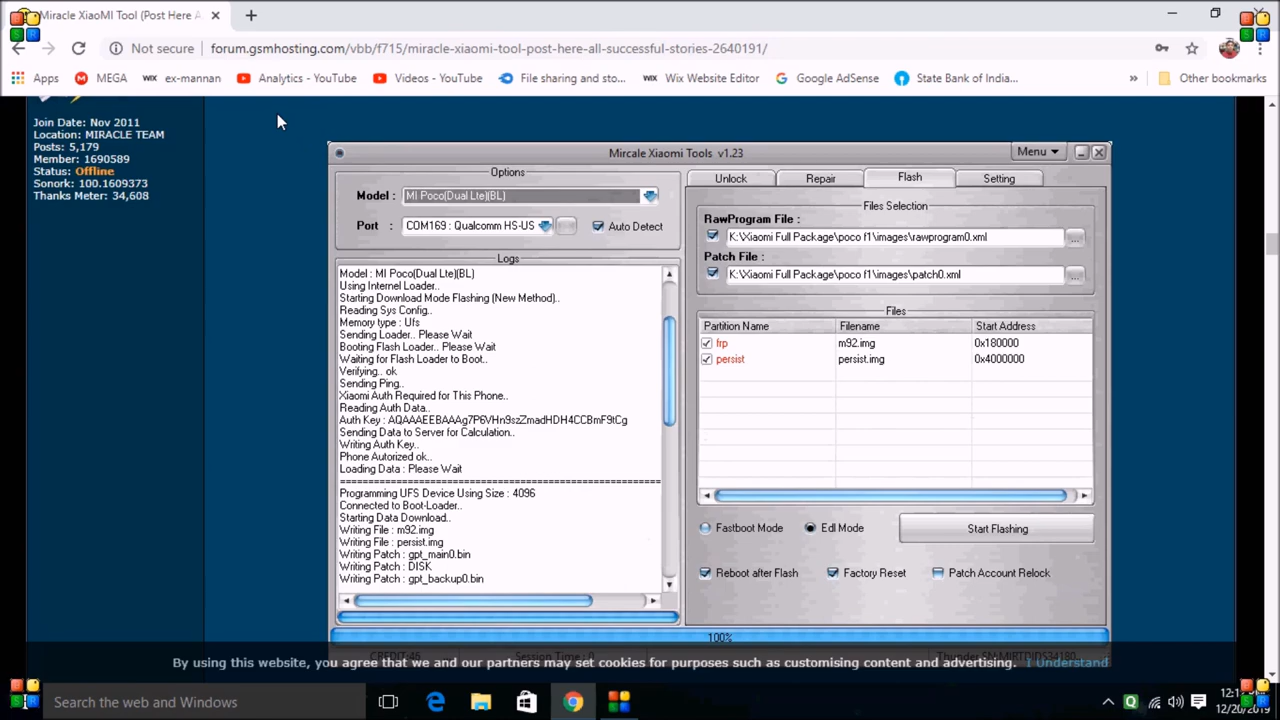 Miracle XiaoMI Tool (Post Here A
Not secure
forum.gsmhosting.com/vbb/f715/miracle-xiaomi-tool-post-here-all-successful-stories-2640191/
Apps
MEGA
WIX ex-mannan
Analytics - YouTube
Videos - YouTube
File sharing and sto...
WIX Wix Website Editor
Google AdSense
State Bank of India...
»
Other bookmarks
Join Date: Nov 2011
Location: MIRACLE TEAM
Posts: 5,179
Member: 1690589
Status: Offline
Sonork: 100.1609373
Thanks Meter: 34,608
Mircale Xiaomi Tools v1.23
Menu
Options
Model : MI Poco(Dual Lte)(BL)
Port : COM169 : Qualcomm HS-US
Auto Detect
Logs
Model : MI Poco(Dual Lte)(BL)
Using Internel Loader..
Starting Download Mode Flashing (New Method)..
Reading Sys Config..
Memory type : Ufs
Sending Loader.. Please Wait
Booting Flash Loader.. Please Wait
Waiting for Flash Loader to Boot..
Verifying.. ok
Sending Ping..
Xiaomi Auth Required for This Phone..
Reading Auth Data..
Auth Key : AQAAAEEBAAAg7P6VHn9szZmadHDH4CCBmF9tCg
Sending Data to Server for Calculation..
Writing Auth Key..
Phone Autorized ok..
Loading Data : Please Wait
Programming UFS Device Using Size : 4096
Connected to Boot-Loader..
Starting Data Download..
Writing File : m92.img
Writing File : persist.img
Writing Patch : gpt_main0.bin
Writing Patch : DISK
Writing Patch : gpt_backup0.bin
Unlock
Repair
Flash
Setting
Files Selection
RawProgram File :
K:\Xiaomi Full Package\poco f1\images\rawprogram0.xml
...
Patch File :
K:\Xiaomi Full Package\poco f1\images\patch0.xml
...
Files
Partition Name Filename Start Address
frp m92.img 0x180000
persist persist.img 0x4000000
Fastboot Mode
Edl Mode
Start Flashing
Reboot after Flash
Factory Reset
Patch Account Relock
100%
CREDIT:46
Session Time : 0
By using this website, you agree that we and our partners may set cookies for purposes such as customising content and advertising. I Understand
Search the web and Windows
12/20/2019